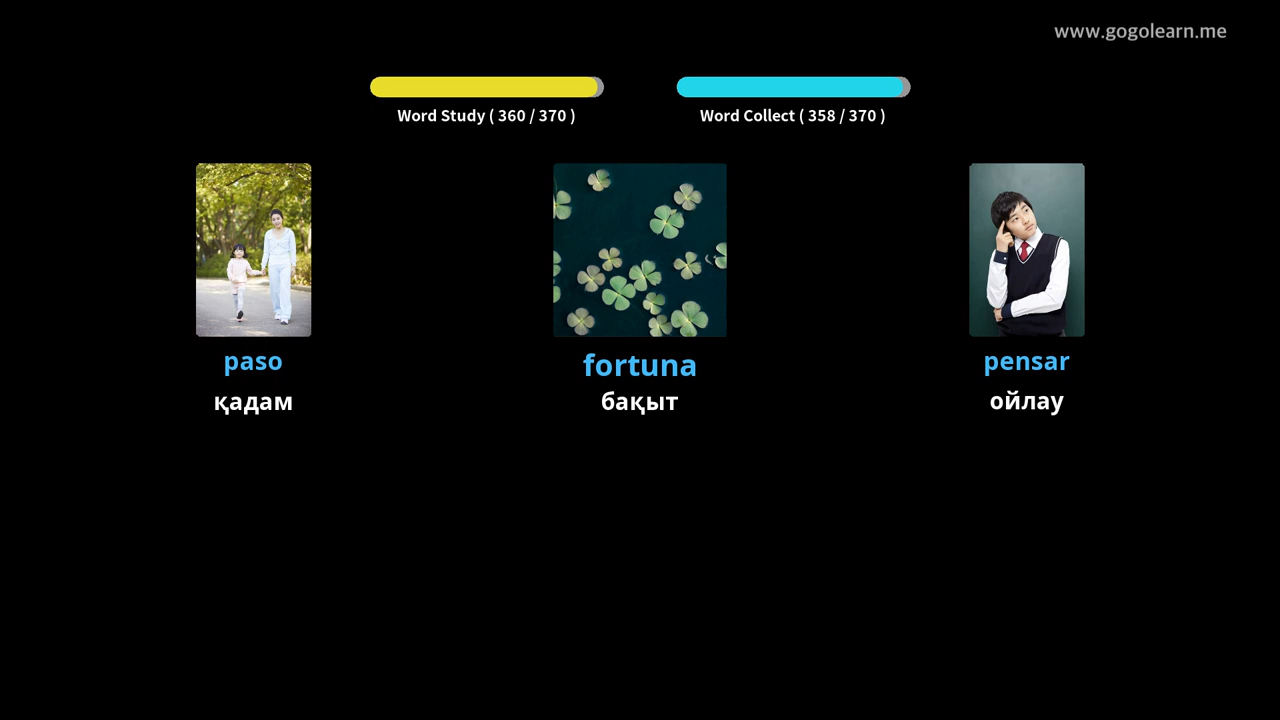 www.gogolearn.me
Word Study ( 360 / 370 )
Word Collect ( 358 / 370 )
paso
fortuna
pensar
қадам
бақыт
ойлау